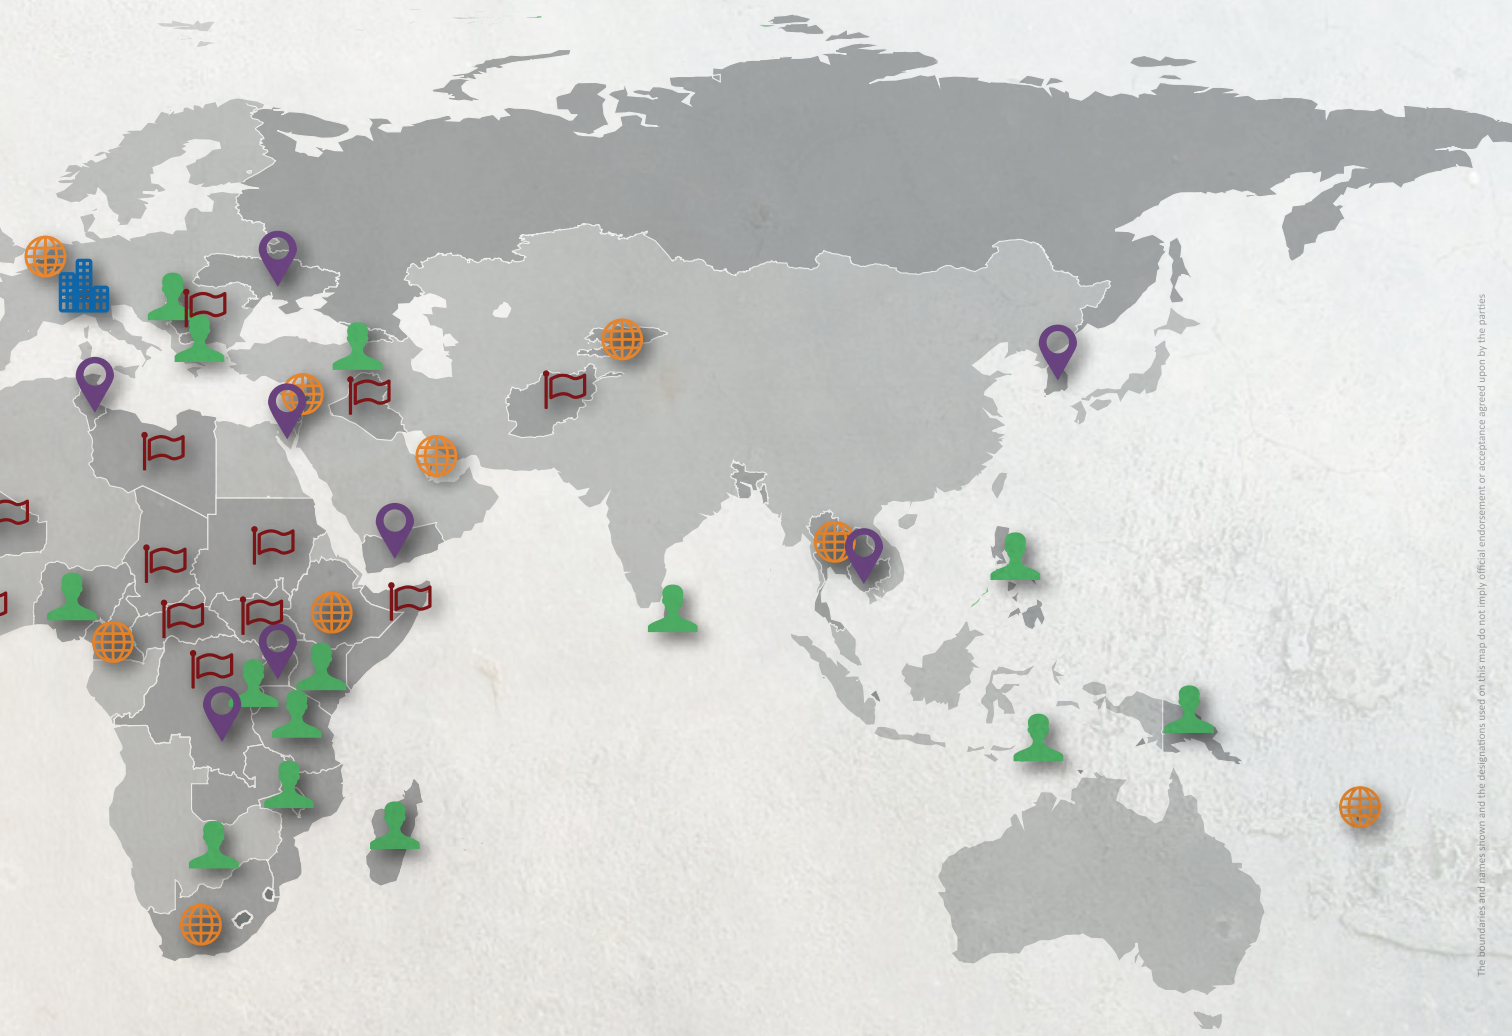 The boundaries and names shown and the designations used on this map do not imply official endorsement or acceptance agreed upon by the parties